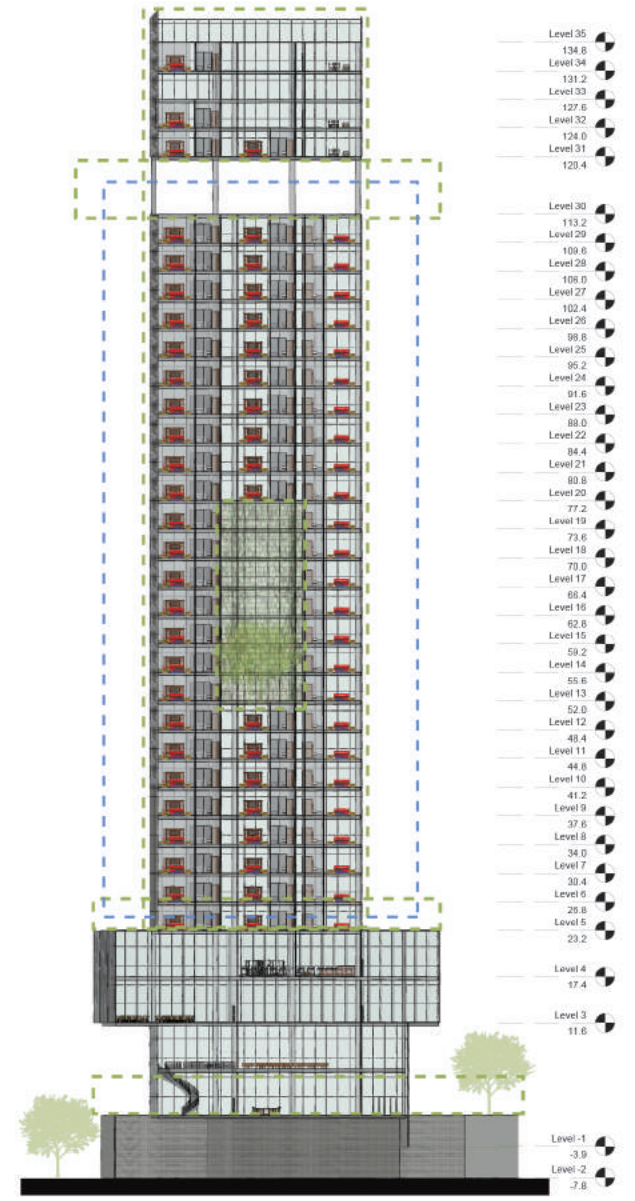 Level 35
134.8
Level 34
131.2
Level 33
127.6
Level 32
124.0
Level 31
120.4
Level 30
113.2
Level 29
109.6
Level 28
106.0
Level 27
102.4
Level 26
98.8
Level 25
95.2
Level 24
91.6
Level 23
88.0
Level 22
84.4
Level 21
80.8
Level 20
77.2
Level 19
73.6
Level 18
70.0
Level 17
66.4
Level 16
62.8
Level 15
59.2
Level 14
55.6
Level 13
52.0
Level 12
48.4
Level 11
44.8
Level 10
41.2
Level 9
37.6
Level 8
34.0
Level 7
30.4
Level 6
26.8
Level 5
23.2
Level 4
17.4
Level 3
11.6
Level -1
-3.9
Level -2
-7.8